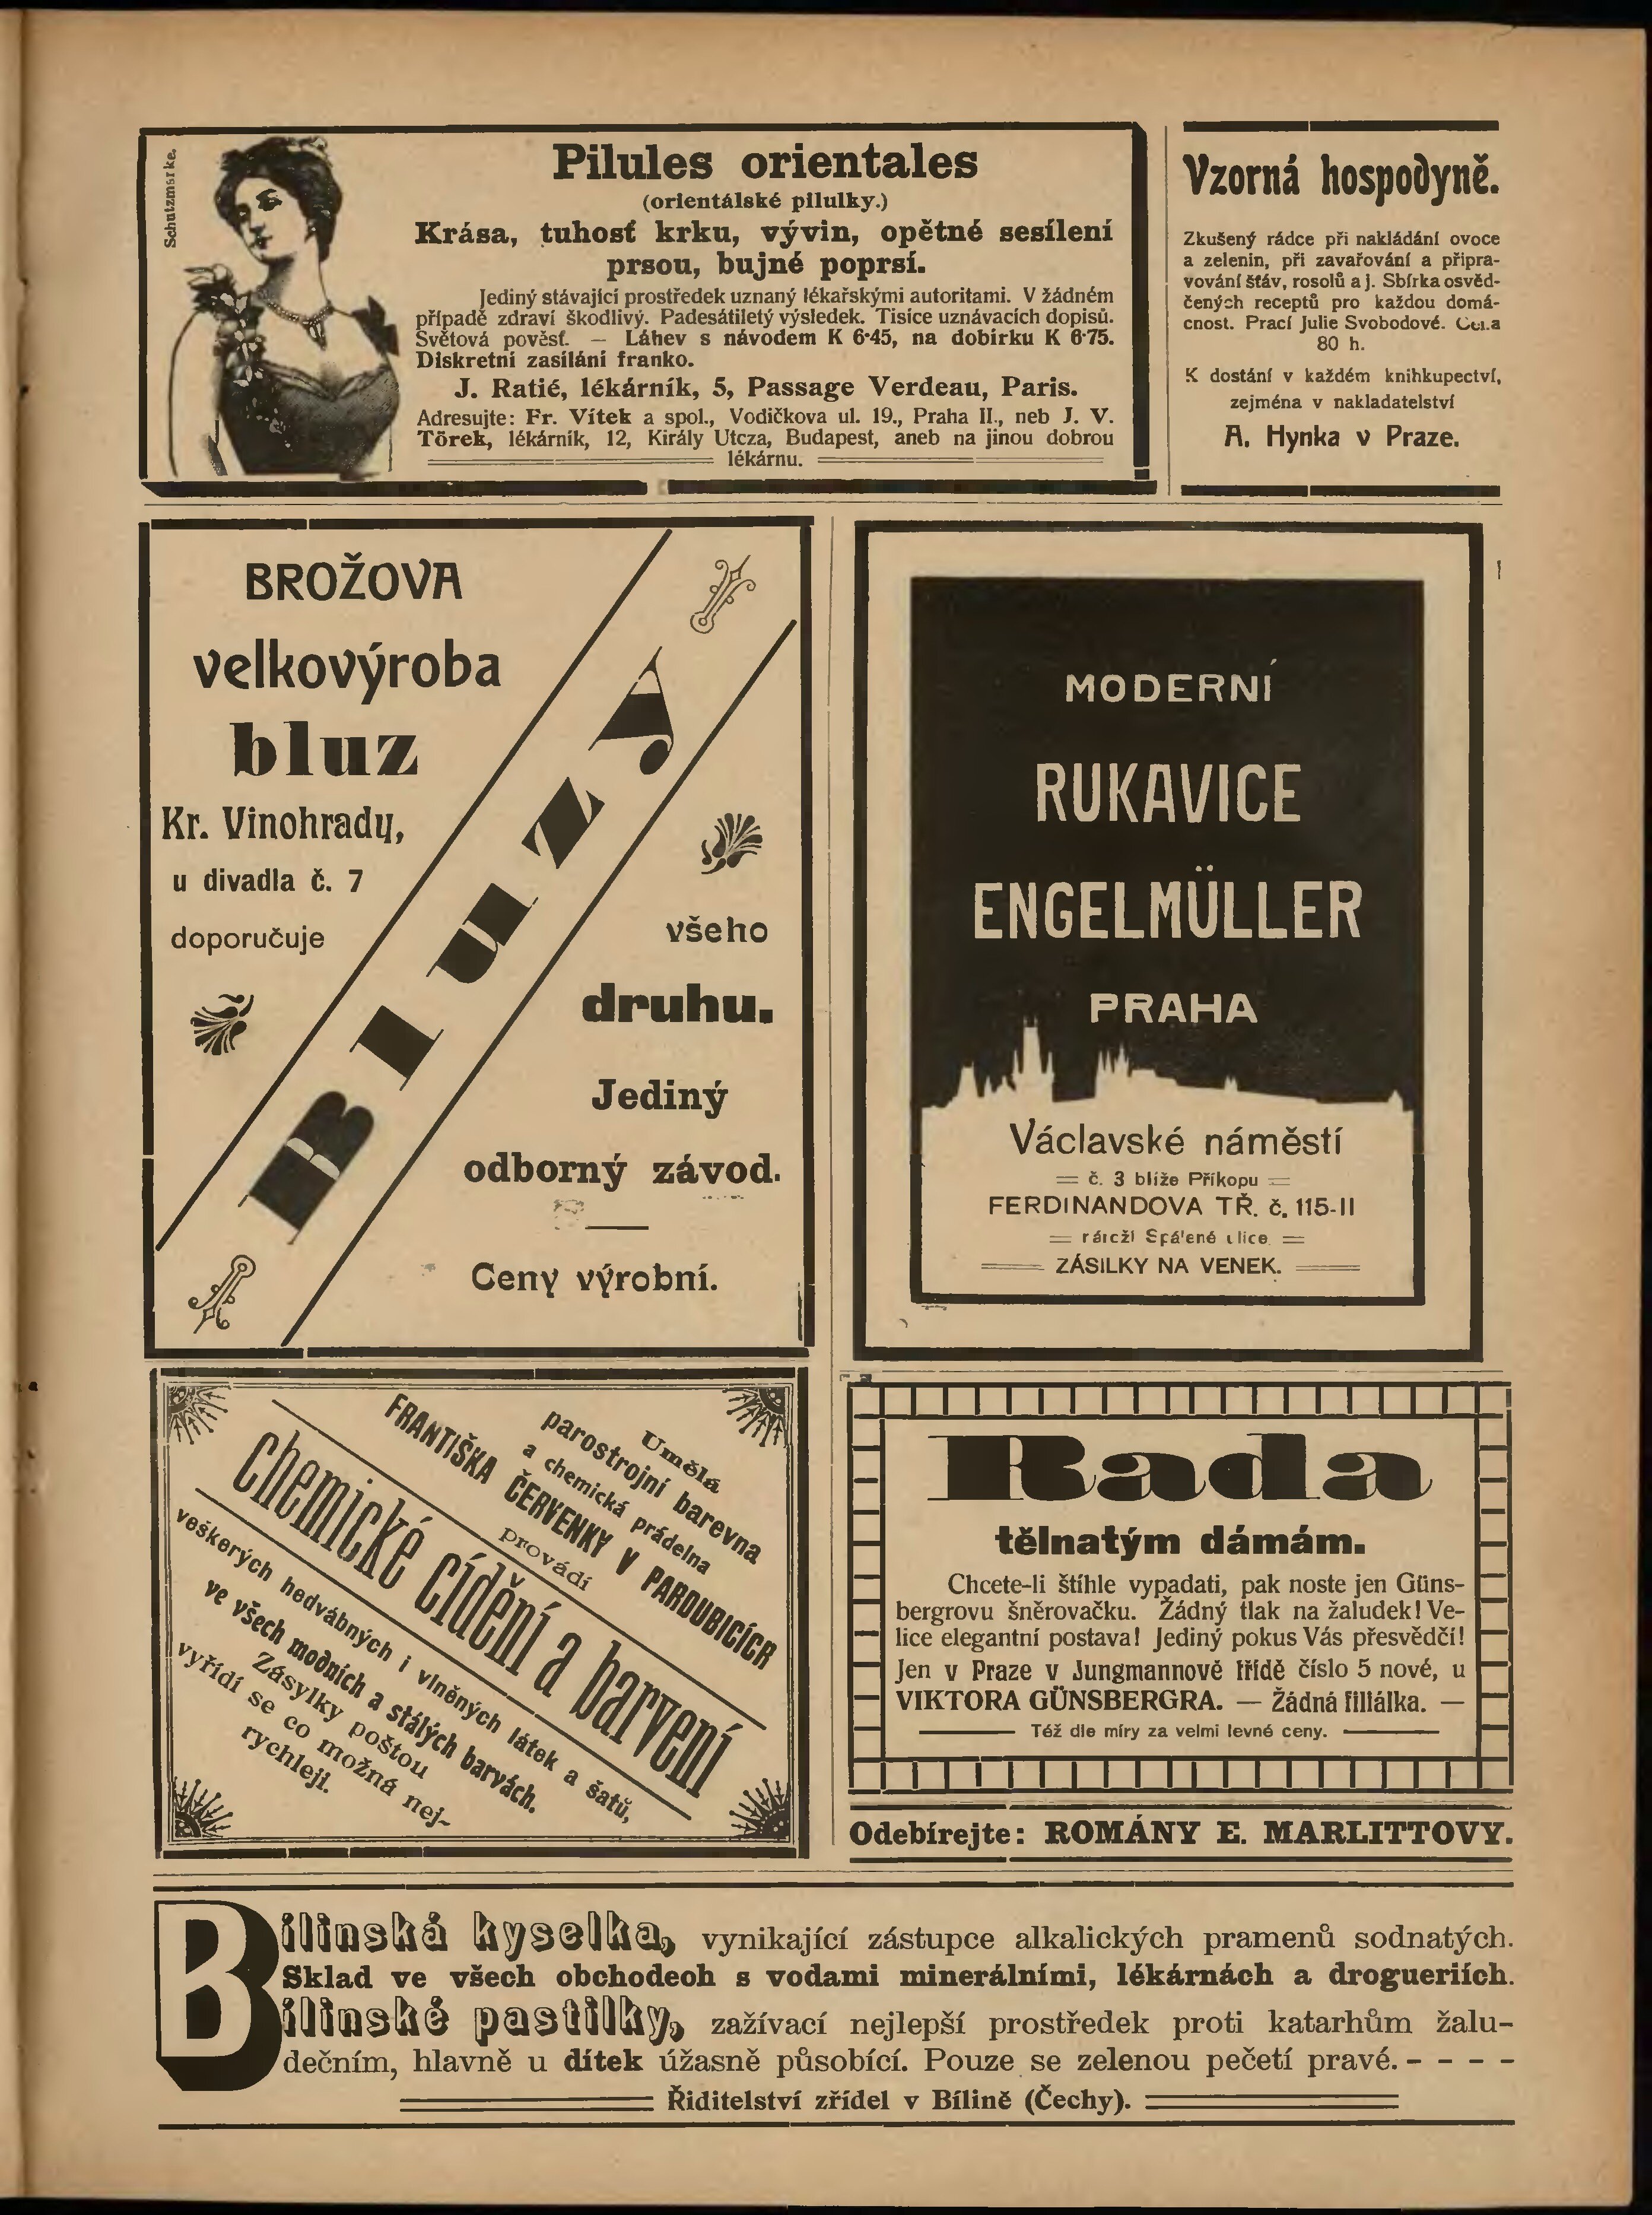 Schutzmarke.
Pilules orientales
(orientálské pilulky.)
Krása, tuhosť krku, vývin, opětné sesílení
prsou, bujné poprsí.
Jediný stávající prostředek uznaný lékařskými autoritami. V žádném
případě zdraví škodlivý. Padesátiletý výsledek. Tisíce uznávacích dopisů.
Světová pověsť. — Láhev s návodem K 6·45, na dobírku K 6·75.
Diskretní zasílání franko.
J. Ratié, lékárník, 5, Passage Verdeau, Paris.
Adresujte: Fr. Vítek a spol., Vodičkova ul. 19., Praha II., neb J. V.
Török, lékárník, 12, Király Utcza, Budapest, aneb na jinou dobrou
lékárnu.
Vzorná hospodyně.
Zkušený rádce při nakládání ovoce
a zelenin, při zavařování a připra-
vování šťáv, rosolů a j. Sbírka osvěd-
čených receptů pro každou domá-
cnost. Prací Julie Svobodové. Cena
80 h.
K dostání v každém knihkupectví,
zejména v nakladatelství
A. Hynka v Praze.
BROŽOVA
velkovýroba
bluz
Kr. Vinohrady,
u divadla č. 7
doporučuje
Bluzy
všeho
druhu.
Jediný
odborný závod.
Ceny výrobní.
MODERNÍ
RUKAVICE
ENGELMÜLLER
PRAHA
Václavské náměstí
č. 3 blíže Příkopu
FERDINANDOVA TŘ. č. 115-II
nároží Spálené ulice
ZÁSILKY NA VENEK.
Umělá
parostrojní barevna
a chemická prádelna
FRANTIŠKA ČERVENKY V PARDUBICÍCH
provádí
chemické cídění a barvení
veškerých hedvábných i vlněných látek a šatů,
ve všech modních a stálých barvách.
Zásylky poštou
vyřídí se co možná nej-
rychleji.
Rada
tělnatým dámám.
Chcete-li štíhle vypadati, pak noste jen Güns-
bergrovu šněrovačku. Žádný tlak na žaludek! Ve-
lice elegantní postava! Jediný pokus Vás přesvědčí!
Jen v Praze v Jungmannově třídě číslo 5 nové, u
VIKTORA GÜNSBERGRA. — Žádná filiálka. —
Též dle míry za velmi levné ceny.
Odebírejte: ROMÁNY E. MARLITTOVY.
Bílinská kyselka, vynikající zástupce alkalických pramenů sodnatých.
Sklad ve všech obchodeoh s vodami minerálními, lékárnách a drogueriích.
Bílinské pastilky, zažívací nejlepší prostředek proti katarhům žalu-
dečním, hlavně u dítek úžasně působící. Pouze se zelenou pečetí pravé. - - - -
Řiditelství zřídel v Bílině (Čechy).